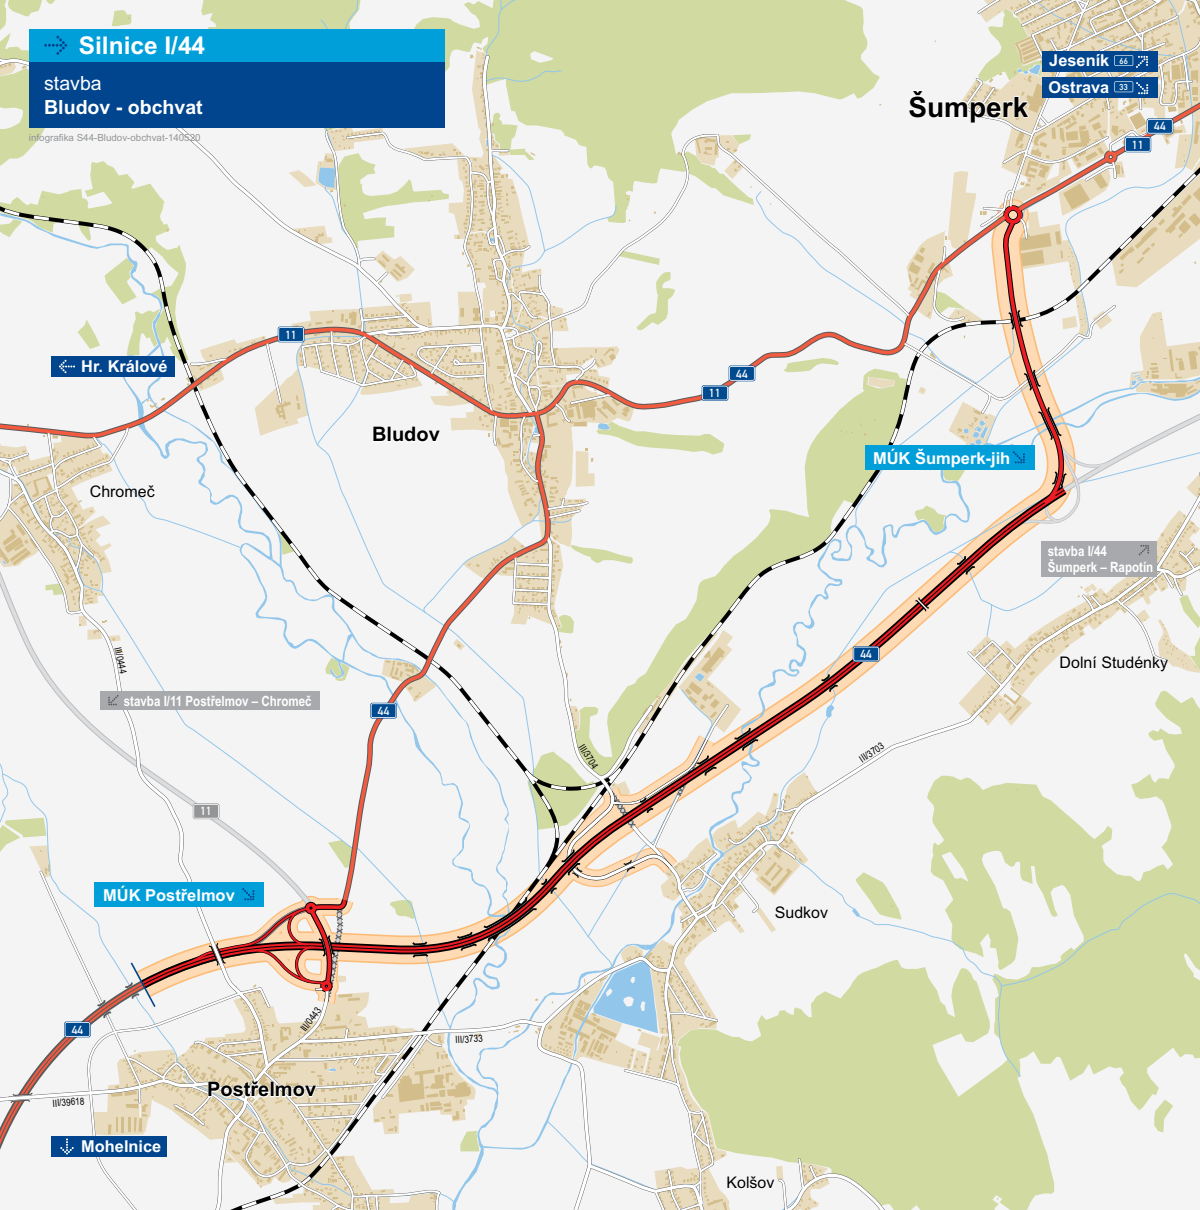 Silnice I/44
stavba
Bludov - obchvat
infografika S44-Bludov-obchvat-140520
Jeseník 66
Ostrava 33
Šumperk
44
11
11
Hr. Králové
44
11
Bludov
MÚK Šumperk-jih
Chromeč
stavba I/44
Šumperk – Rapotín
III/0444
44
Dolní Studénky
stavba I/11 Postřelmov – Chromeč
44
III/3704
III/3703
11
MÚK Postřelmov
Sudkov
III/0443
44
III/3733
Postřelmov
III/39618
Mohelnice
Kolšov